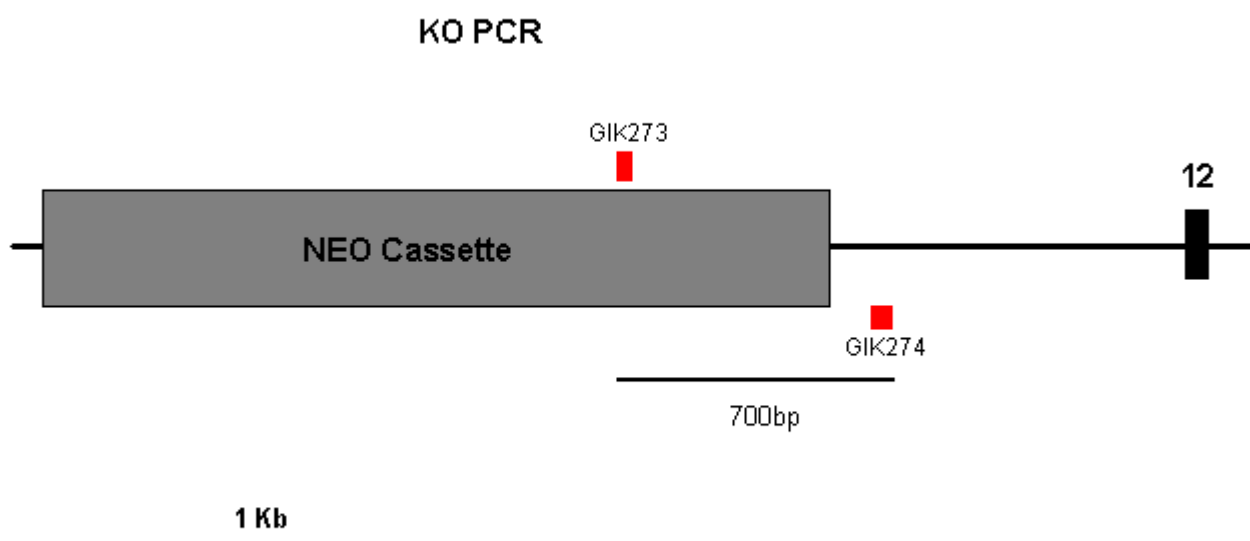 KO PCR
GIK273
12
NEO Cassette
GIK274
700bp
1 Kb